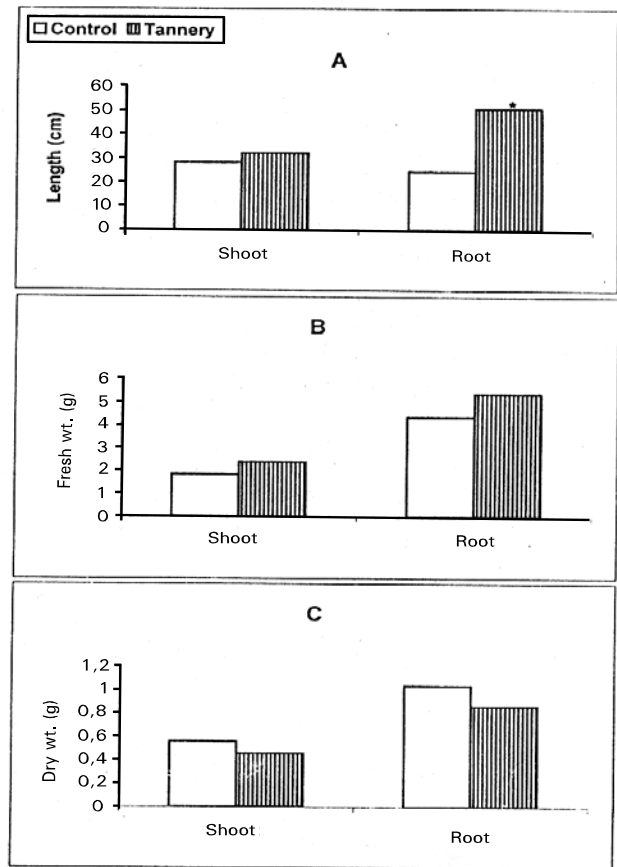 Control Tannery
A
Length (cm)
60
50
40
30
20
10
0
*
Shoot Root
B
Fresh wt. (g)
6
5
4
3
2
1
0
Shoot Root
C
Dry wt. (g)
1,2
1
0,8
0,6
0,4
0,2
0
Shoot Root